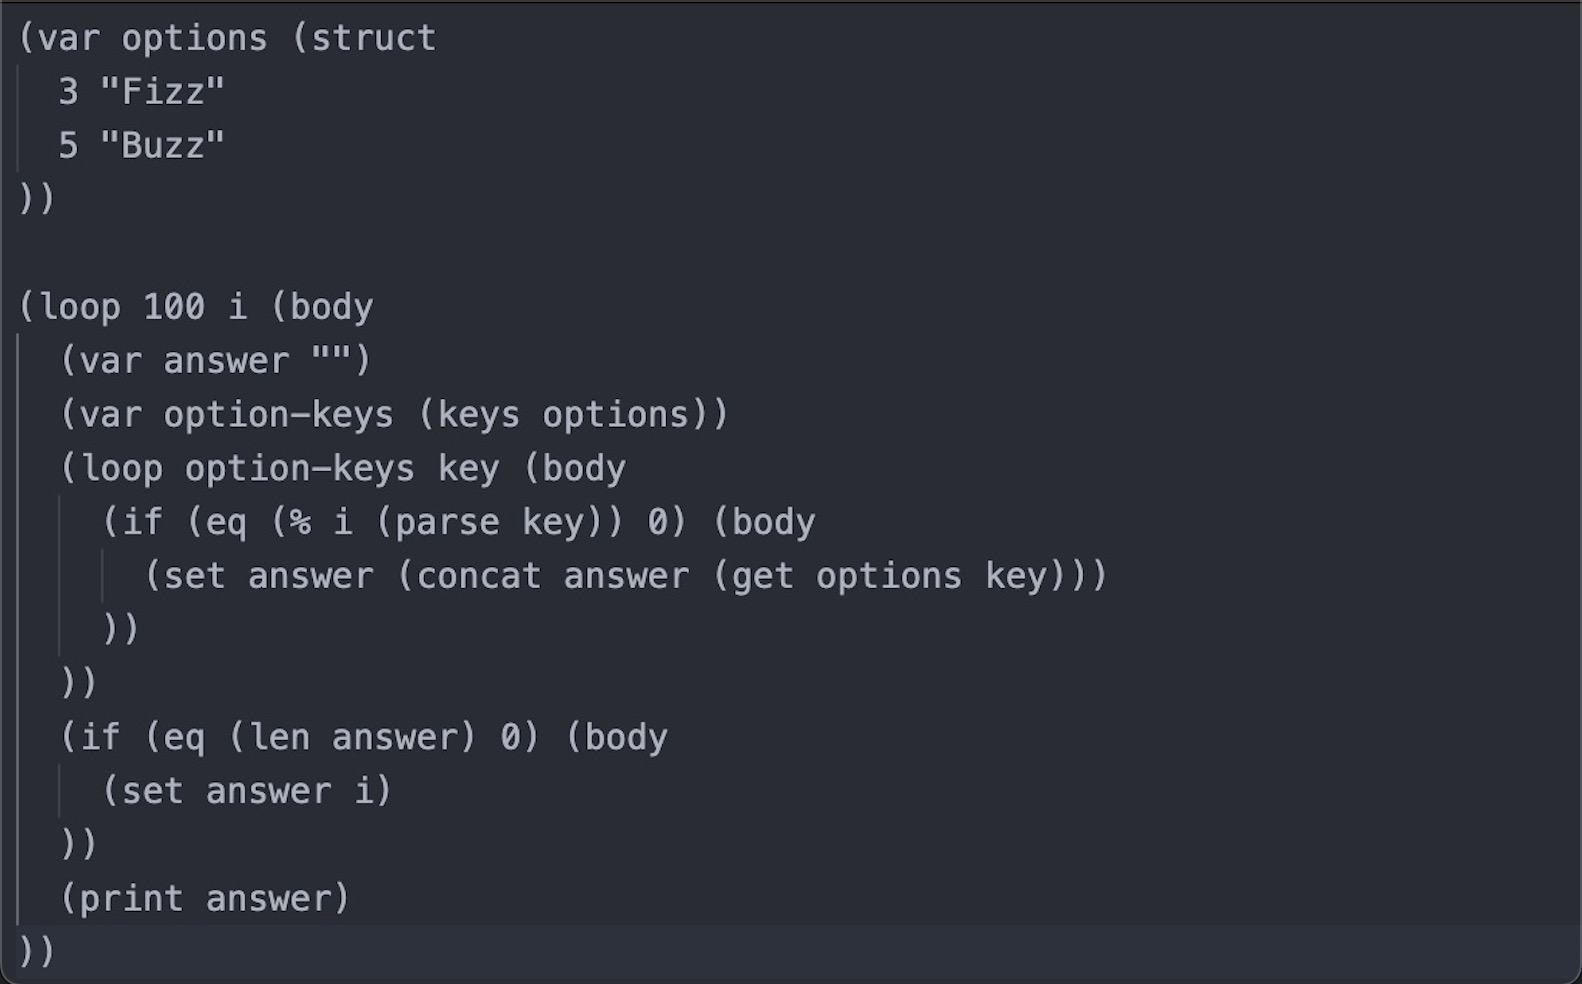 (var options (struct
  3 "Fizz"
  5 "Buzz"
))

(loop 100 i (body
  (var answer "")
  (var option-keys (keys options))
  (loop option-keys key (body
    (if (eq (% i (parse key)) 0) (body
      (set answer (concat answer (get options key)))
    ))
  ))
  (if (eq (len answer) 0) (body
    (set answer i)
  ))
  (print answer)
))